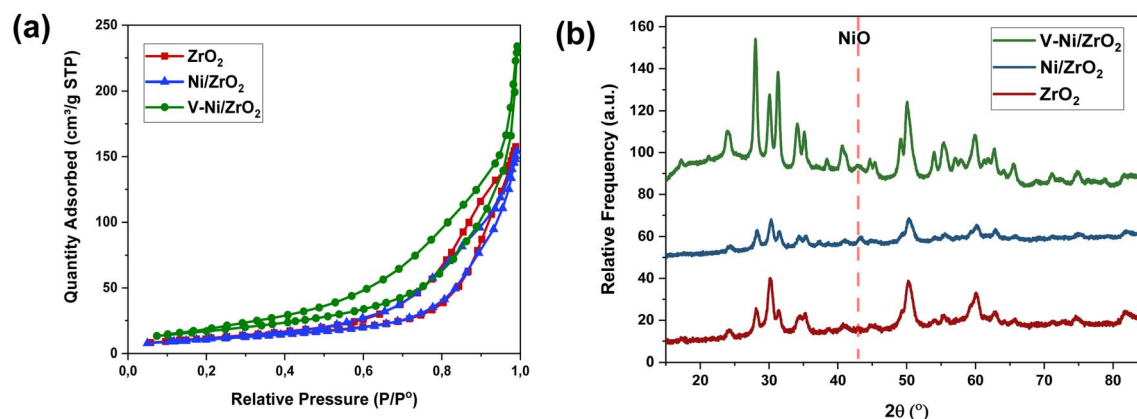 (a)
250
200
150
100
50
0
0,0 0,2 0,4 0,6 0,8 1,0
Quantity Adsorbed (cm³/g STP)
Relative Pressure (P/Pº)
ZrO₂
Ni/ZrO₂
V-Ni/ZrO₂
(b)
160
140
120
100
80
60
40
20
0
20 30 40 50 60 70 80
Relative Frequency (a.u.)
2θ (º)
NiO
V-Ni/ZrO₂
Ni/ZrO₂
ZrO₂